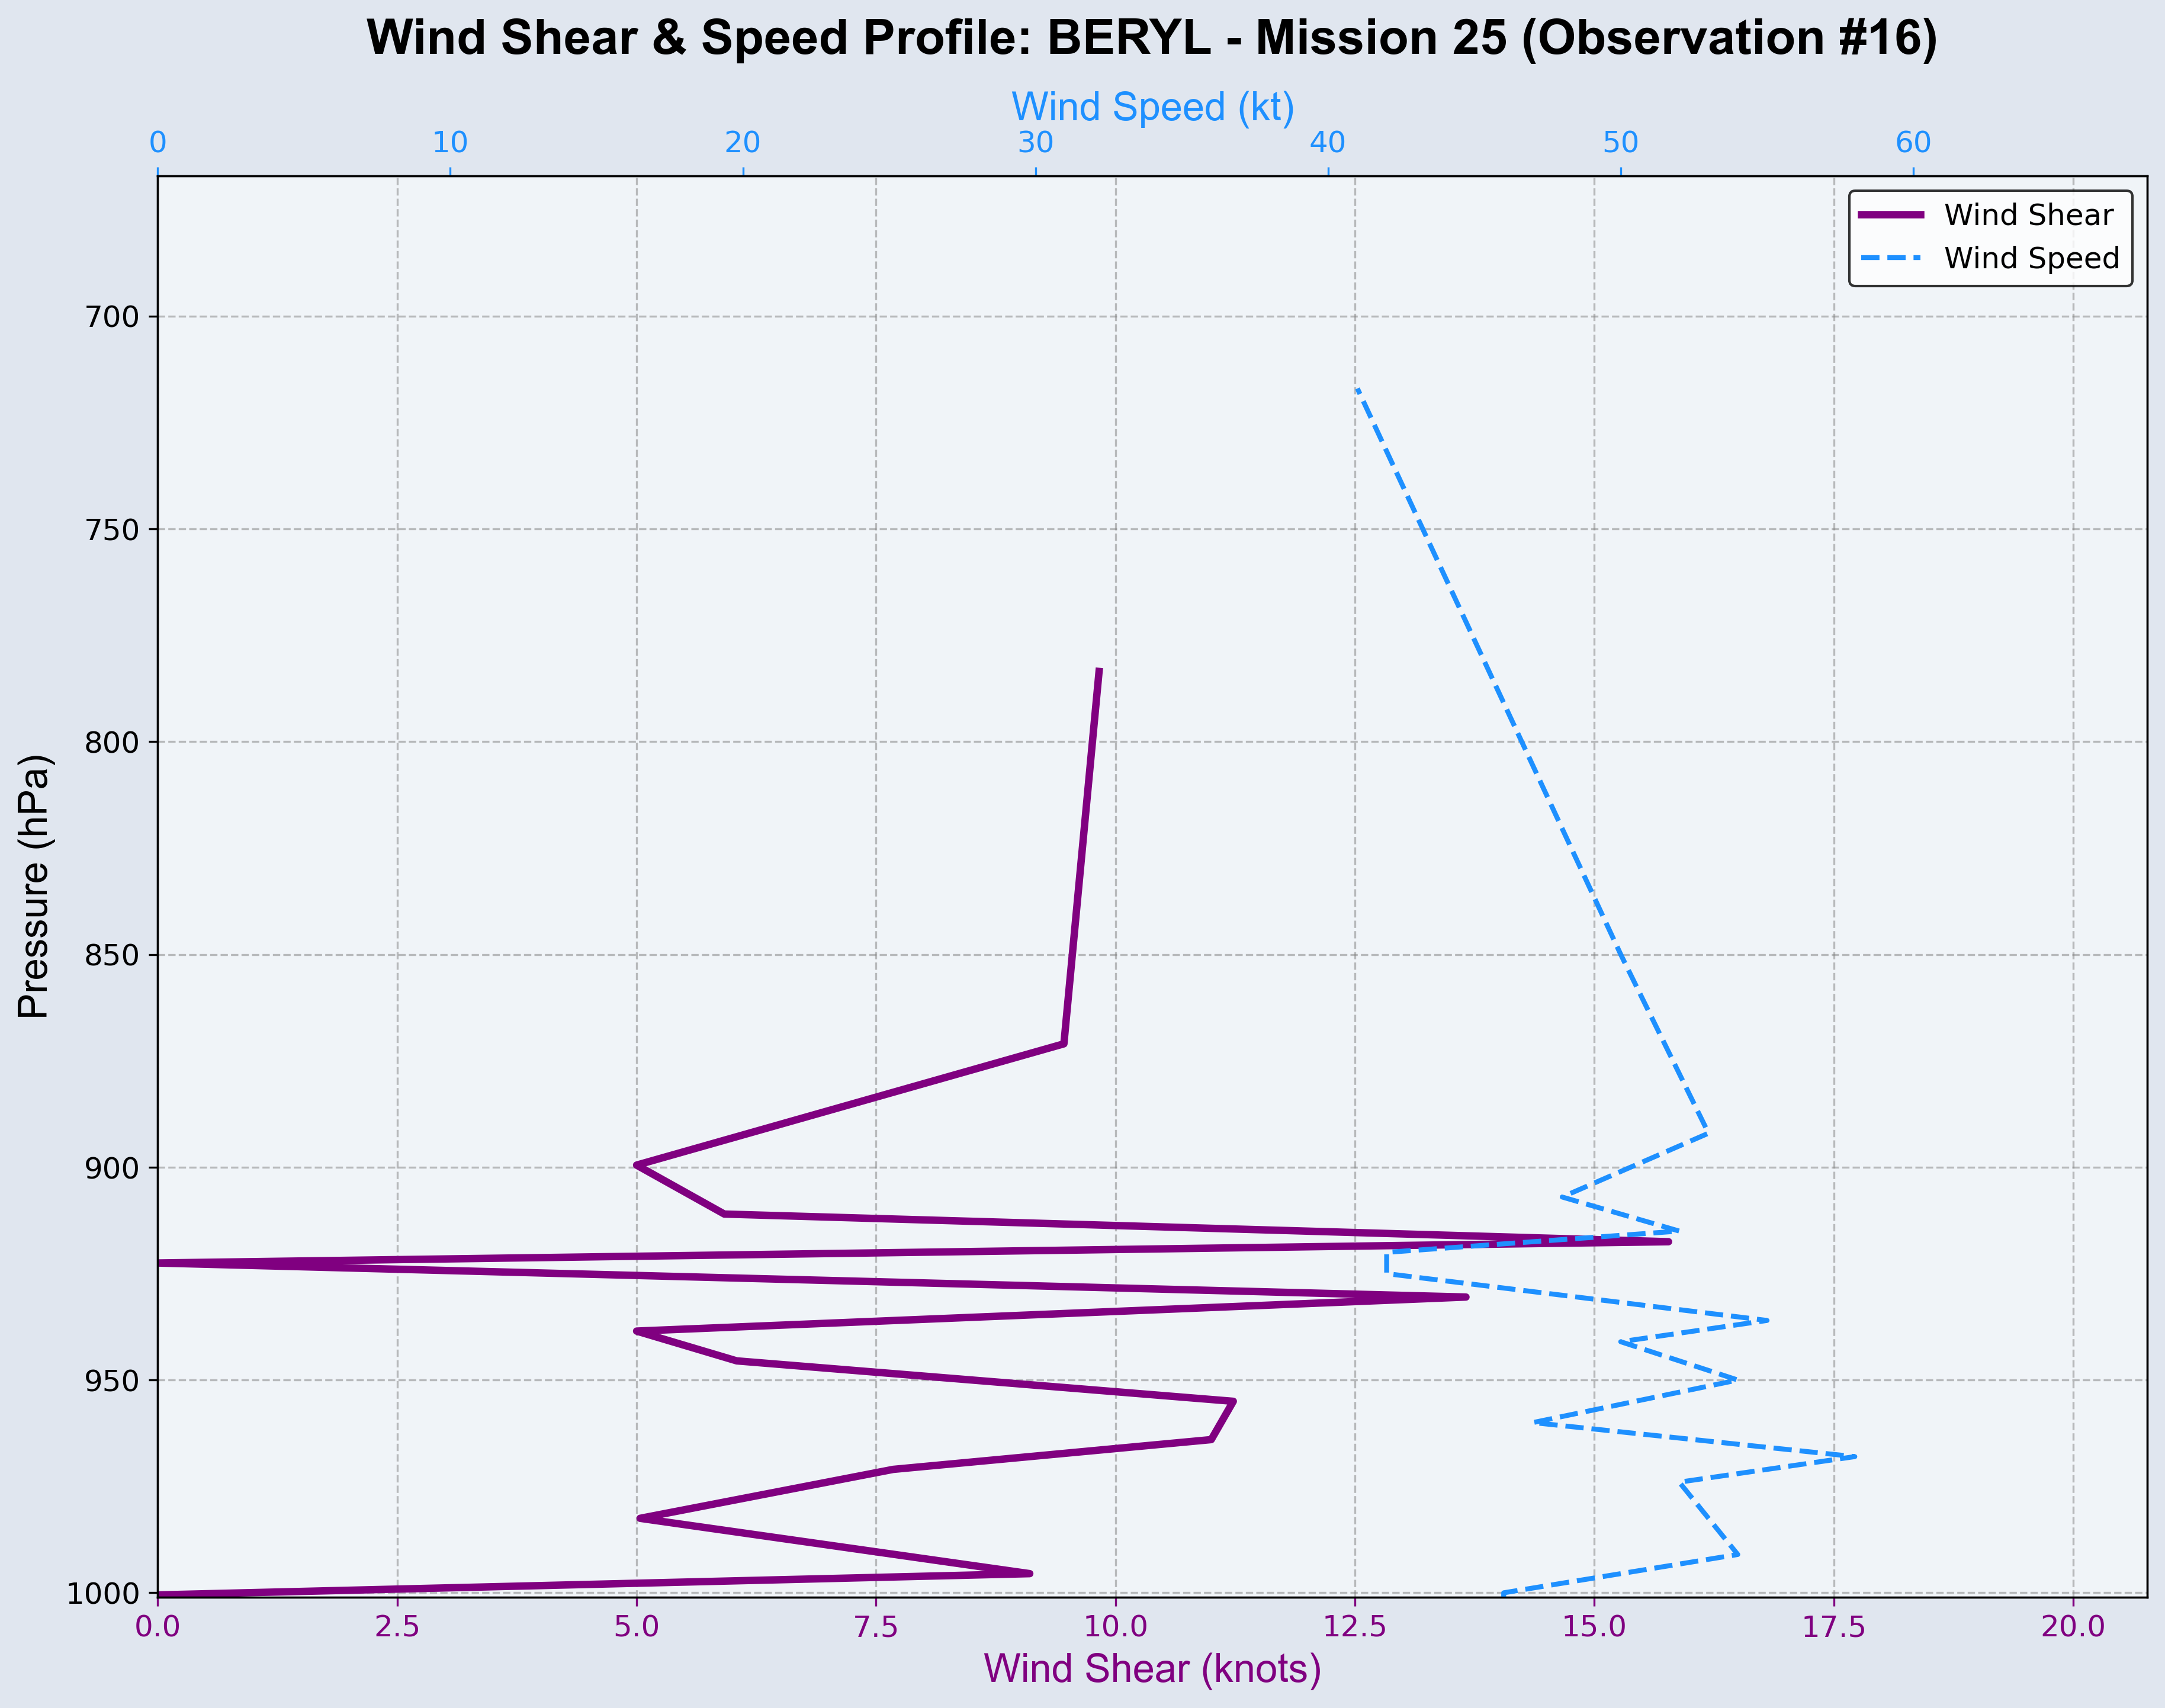 Wind Shear & Speed Profile: BERYL - Mission 25 (Observation #16)
Wind Speed (kt)
0 10 20 30 40 50 60
Wind Shear
Wind Speed
700
750
800
850
900
950
1000
Pressure (hPa)
0.0 2.5 5.0 7.5 10.0 12.5 15.0 17.5 20.0
Wind Shear (knots)